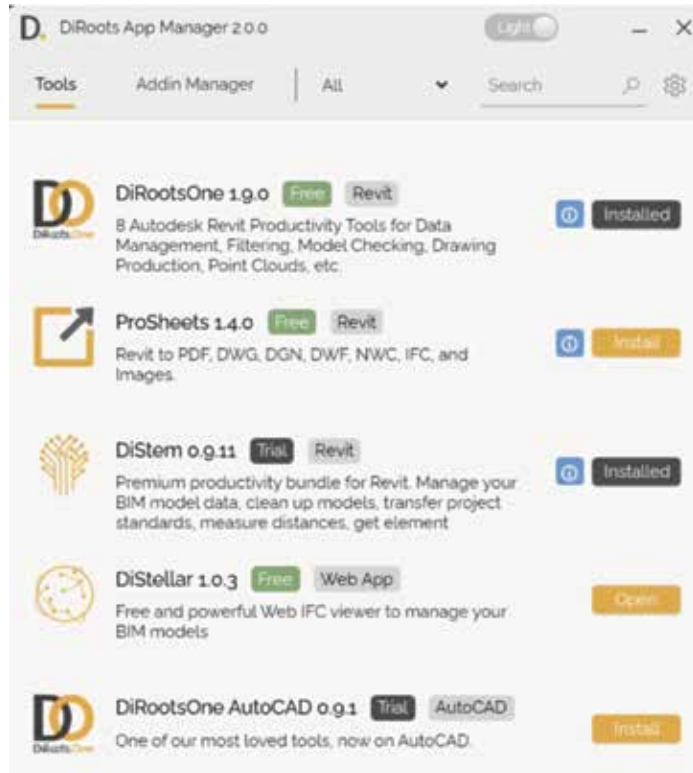 D. DiRoots App Manager 2.0.0 Light
Tools Addin Manager All Search
DiRootsOne 1.9.0 Free Revit
8 Autodesk Revit Productivity Tools for Data
Management, Filtering, Model Checking, Drawing
Production, Point Clouds, etc.
Installed
DiRoots.One
ProSheets 1.4.0 Free Revit
Revit to PDF, DWG, DGN, DWF, NWC, IFC, and
Images.
Install
DiStem 0.9.11 Trial Revit
Premium productivity bundle for Revit. Manage your
BIM model data, clean up models, transfer project
standards, measure distances, get element
Installed
DiStellar 1.0.3 Free Web App
Free and powerful Web IFC viewer to manage your
BIM models
Open
DiRootsOne AutoCAD 0.9.1 Trial AutoCAD
One of our most loved tools, now on AutoCAD.
Install
DiRoots.One